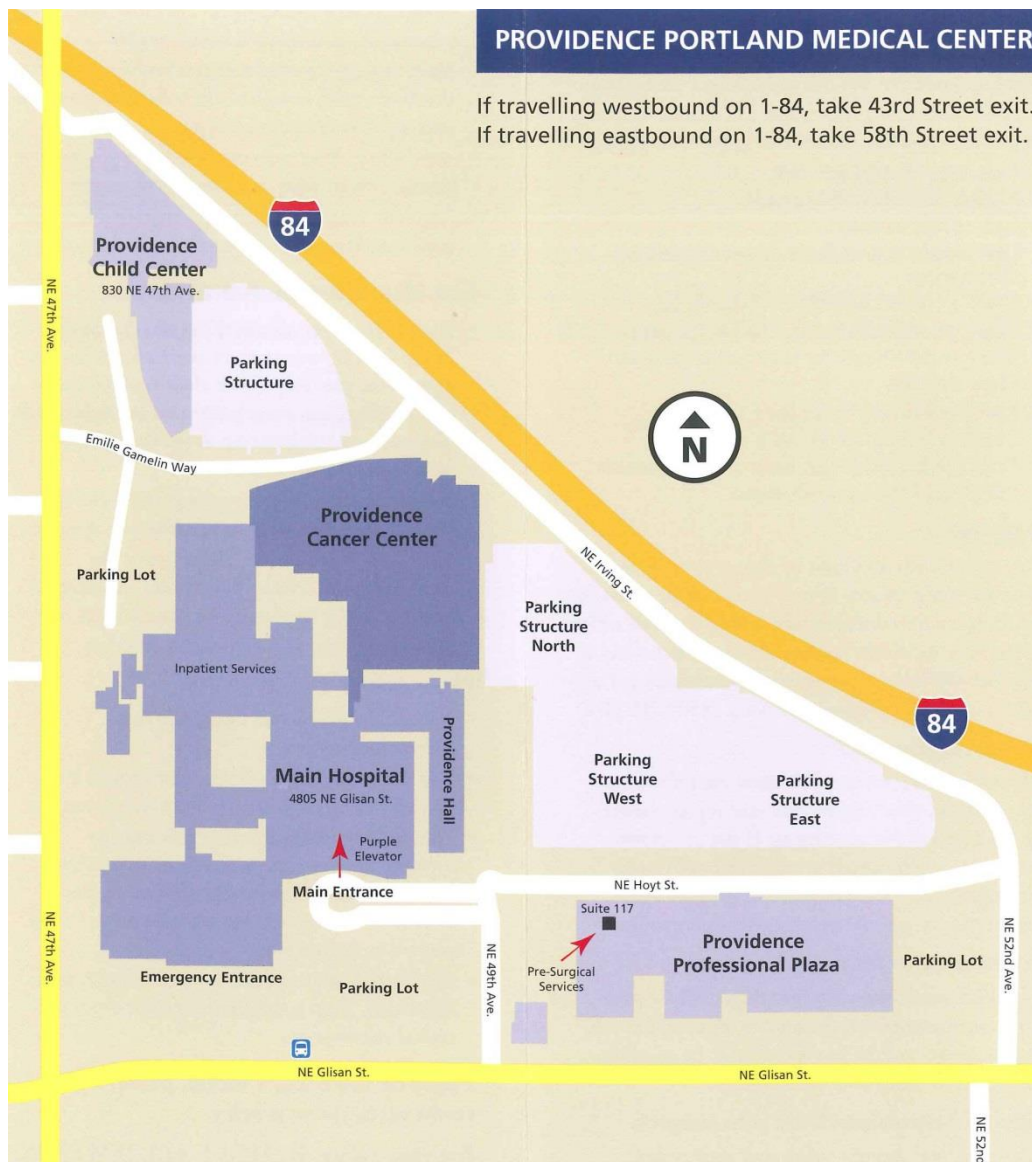 PROVIDENCE PORTLAND MEDICAL CENTER
If travelling westbound on 1-84, take 43rd Street exit.
If travelling eastbound on 1-84, take 58th Street exit.
84
Providence
Child Center
830 NE 47th Ave.
NE 47th Ave.
Parking
Structure
N
Emilie Gamelin Way
Providence
Cancer Center
NE Irving St.
Parking Lot
Parking
Structure
North
Inpatient Services
84
Providence Hall
Main Hospital
4805 NE Glisan St.
Parking
Structure
West
Parking
Structure
East
Purple
Elevator
Main Entrance
NE Hoyt St.
Suite 117
NE 47th Ave.
NE 49th Ave.
Providence
Professional Plaza
NE 52nd Ave.
Parking Lot
Emergency Entrance
Parking Lot
Pre-Surgical
Services
NE Glisan St.
NE Glisan St.
NE 52nd